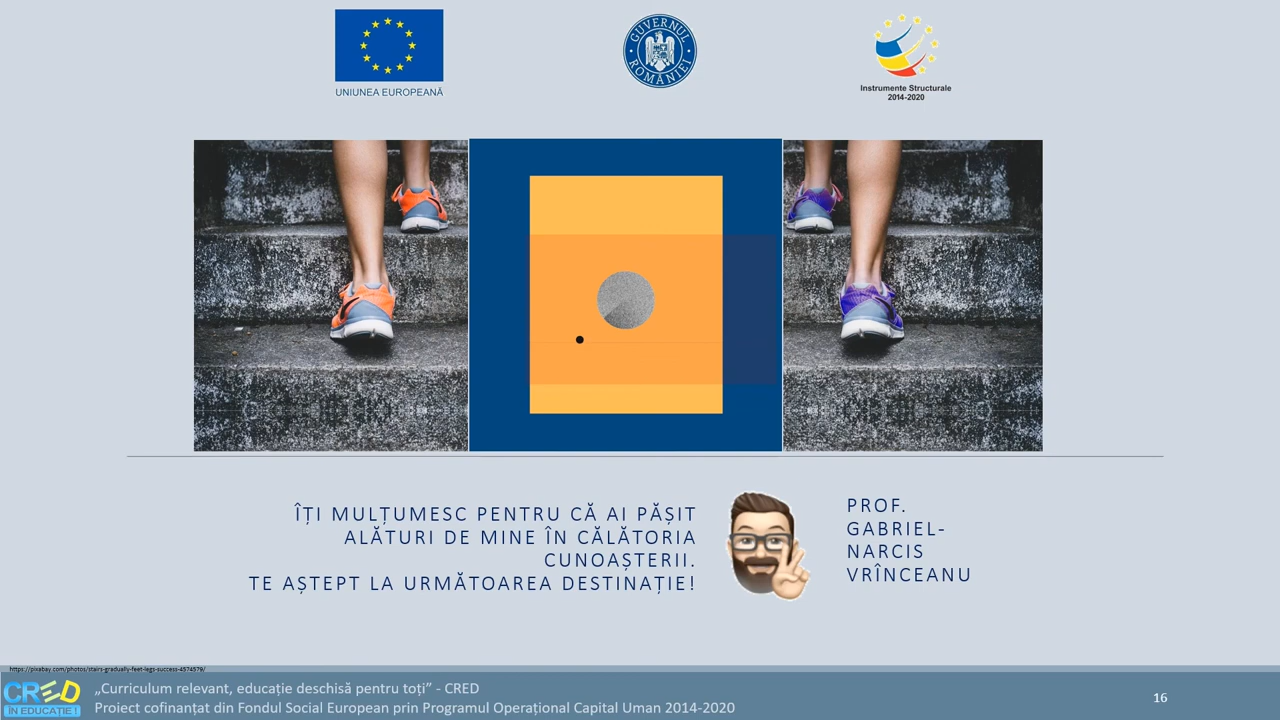 UNIUNEA EUROPEANĂ
GUVERNUL ROMÂNIEI
Instrumente Structurale
2014-2020
ÎȚI MULȚUMESC PENTRU CĂ AI PĂȘIT
ALĂTURI DE MINE ÎN CĂLĂTORIA
CUNOAȘTERII.
TE AȘTEPT LA URMĂTOAREA DESTINAȚIE!
PROF.
GABRIEL-
NARCIS
VRÎNCEANU
https://pixabay.com/photos/stairs-gradually-feet-legs-success-4574579/
CRED
ÎN EDUCAȚIE!
„Curriculum relevant, educație deschisă pentru toți” - CRED
Proiect cofinanțat din Fondul Social European prin Programul Operațional Capital Uman 2014-2020
16